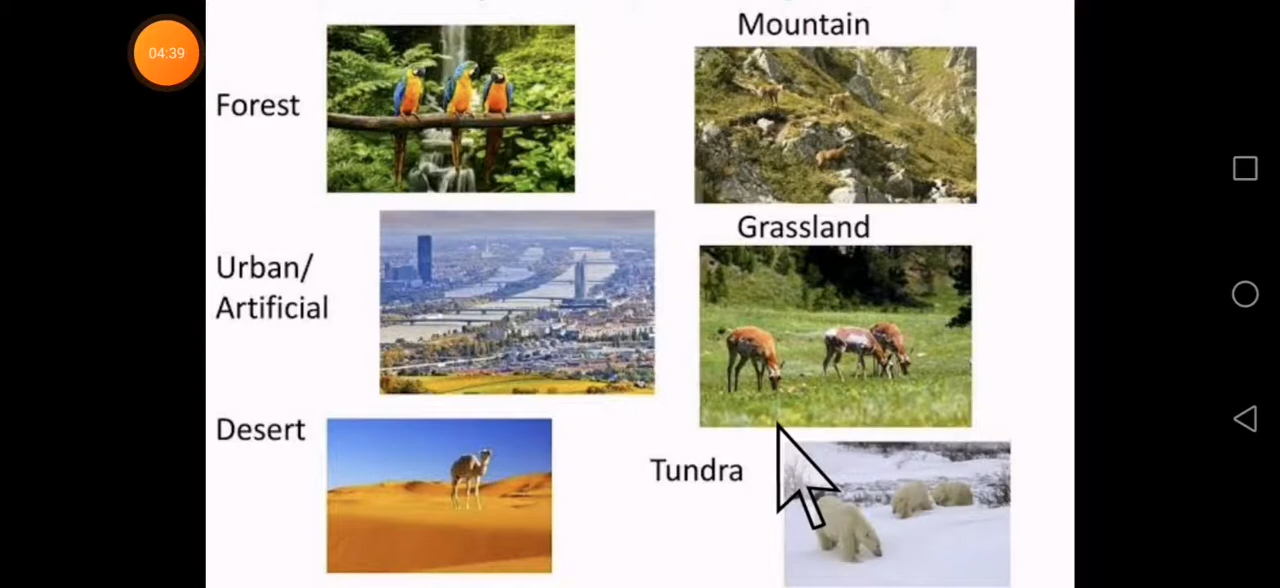 04:39
Mountain
Forest
Grassland
Urban/
Artificial
Desert
Tundra